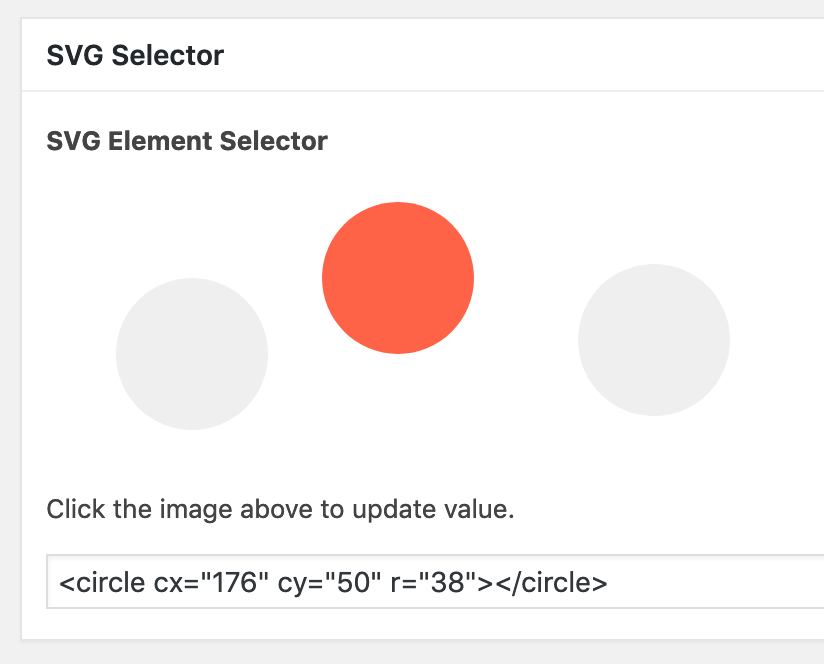 SVG Selector
SVG Element Selector
Click the image above to update value.
<circle cx="176" cy="50" r="38"></circle>